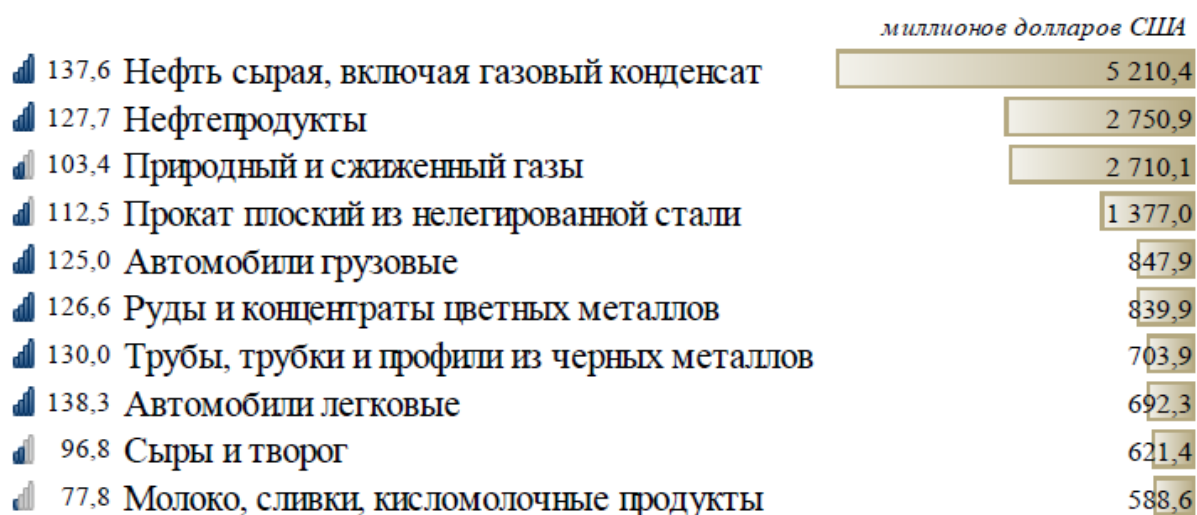 миллионов долларов США
137,6 Нефть сырая, включая газовый конденсат 5 210,4
127,7 Нефтепродукты 2 750,9
103,4 Природный и сжиженный газы 2 710,1
112,5 Прокат плоский из нелегированной стали 1 377,0
125,0 Автомобили грузовые 847,9
126,6 Руды и концентраты цветных металлов 839,9
130,0 Трубы, трубки и профили из черных металлов 703,9
138,3 Автомобили легковые 692,3
96,8 Сыры и творог 621,4
77,8 Молоко, сливки, кисломолочные продукты 588,6